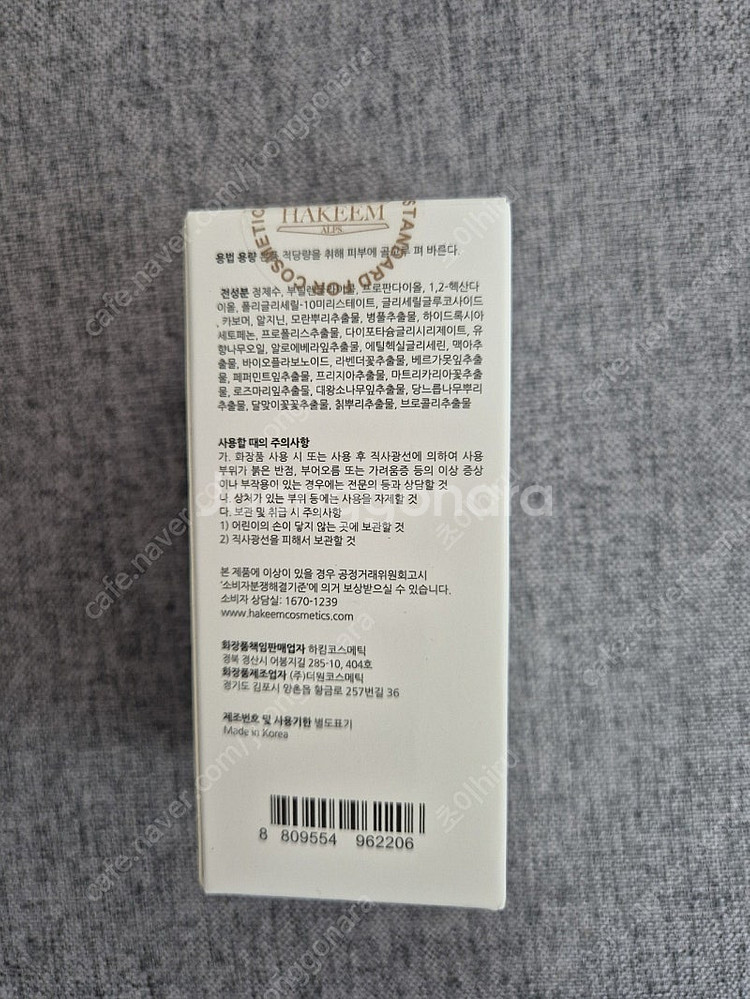 HAKEEM
ALPS.
STANDARD FOR COSMETIC
용법 용량 적당량을 취해 피부에 골고루 펴 바른다.
전성분 정제수, 부틸렌글라이콜, 프로판다이올, 1,2-헥산다
이올, 폴리글리세릴-10미리스테이트, 글리세릴글루코사이드
, 카보머, 알지닌, 모란뿌리추출물, 병풀추출물, 하이드록시아
세토페논, 프로폴리스추출물, 다이포타슘글리시리제이트, 유
향나무오일, 알로에베라잎추출물, 에틸헥실글리세린, 맥아추
출물, 바이오플라보노이드, 라벤더꽃추출물, 베르가못잎추출
물, 페퍼민트잎추출물, 프리지아추출물, 마트리카리아꽃추출
물, 로즈마리잎추출물, 대왕소나무잎추출물, 당느릅나무뿌리
추출물, 달맞이꽃꽃추출물, 칡뿌리추출물, 브로콜리추출물
사용할 때의 주의사항
가. 화장품 사용 시 또는 사용 후 직사광선에 의하여 사용
부위가 붉은 반점, 부어오름 또는 가려움증 등의 이상 증상
이나 부작용이 있는 경우에는 전문의 등과 상담할 것
나. 상처가 있는 부위 등에는 사용을 자제할 것
다. 보관 및 취급 시 주의사항
1) 어린이의 손이 닿지 않는 곳에 보관할 것
2) 직사광선을 피해서 보관할 것
본 제품에 이상이 있을 경우 공정거래위원회고시
'소비자분쟁해결기준'에 의거 보상받으실 수 있습니다.
소비자 상담실: 1670-1239
www.hakeemcosmetics.com
화장품책임판매업자 하킴코스메틱
경북 경산시 어봉지길 285-10, 404호
화장품제조업자 (주)더원코스메틱
경기도 김포시 양촌읍 황금로 257번길 36
제조번호 및 사용기한 별도표기
Made in Korea
8 809554 962206
joonggonara
cafe.naver.com/joonggonara
초이hiru